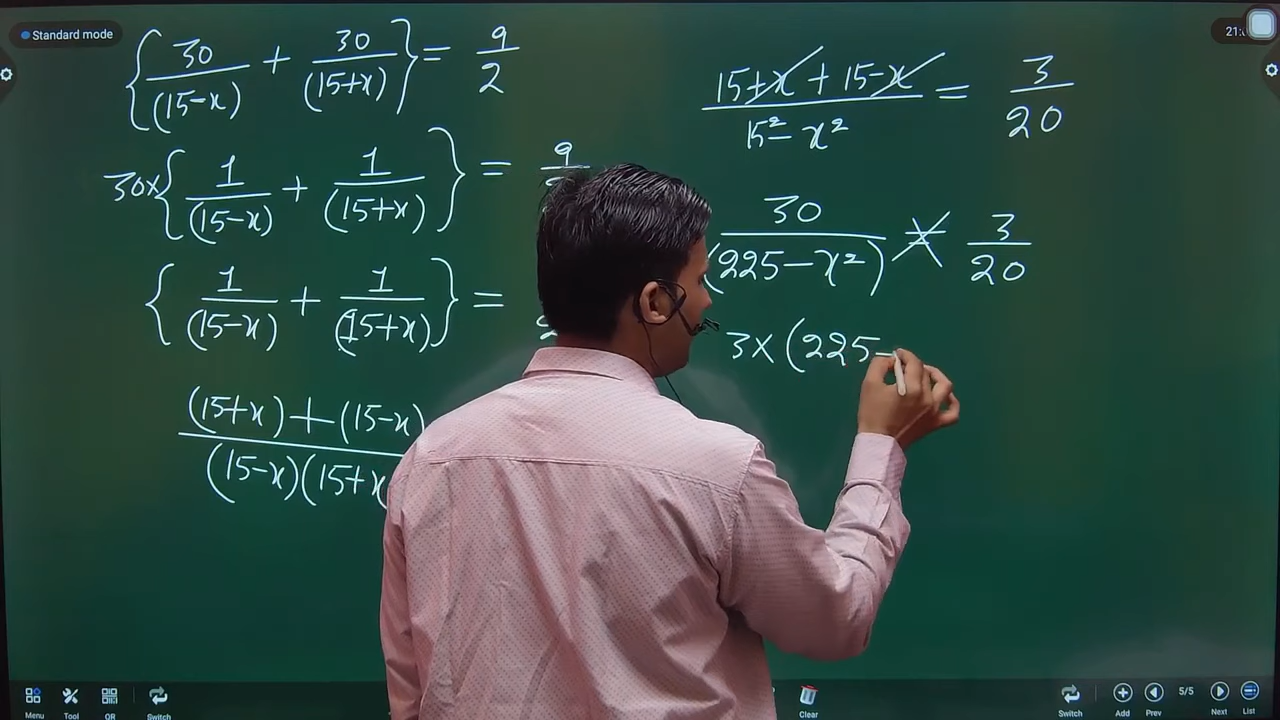 Standard mode
21:
{30/(15-x) + 30/(15+x)} = 9/2
30×{1/(15-x) + 1/(15+x)} = 9
{1/(15-x) + 1/(15+x)} =
(15+x)+(15-x)
(15-x)(15+x
15+x+15-x/15²-x² = 3/20
30/(225-x²) = 3/20
3×(225-
Menu Tool QR Switch Clear Switch Add Prev 5/5 Next List